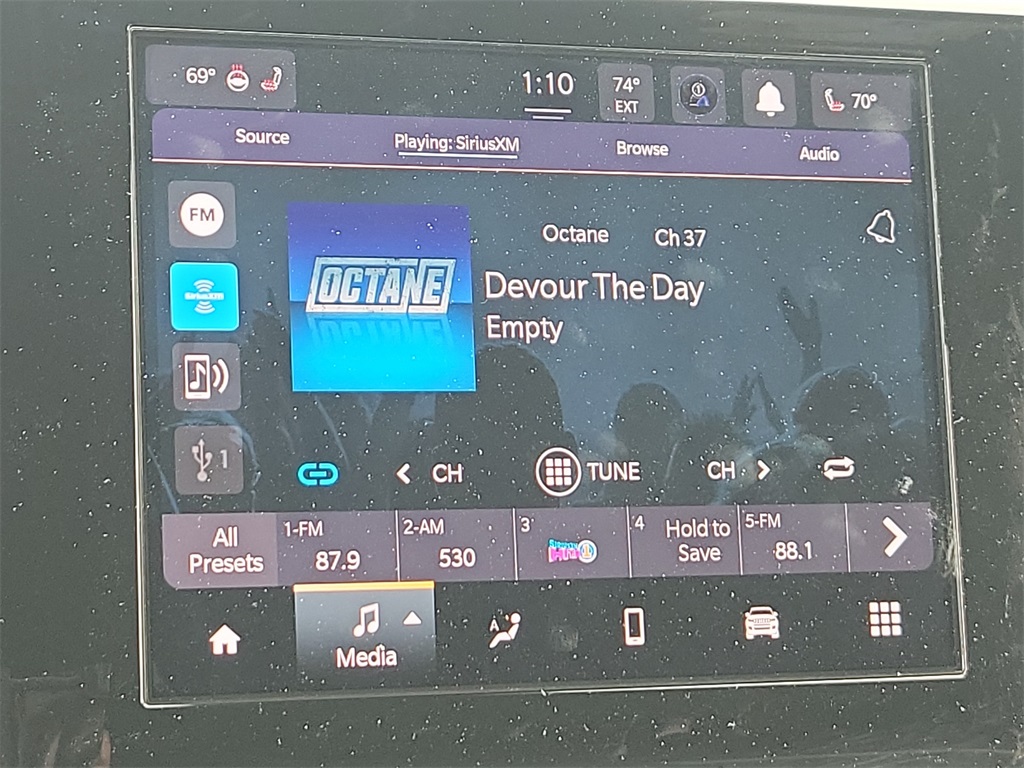 69°
1:10
74°
EXT
70°
Source
Playing: SiriusXM
Browse
Audio
FM
Octane
Ch 37
SiriusXM
OCTANE
Devour The Day
Empty
1
CH
TUNE
CH
All
Presets
1-FM
87.9
2-AM
530
3
4
Hold to
Save
5-FM
88.1
A
Media